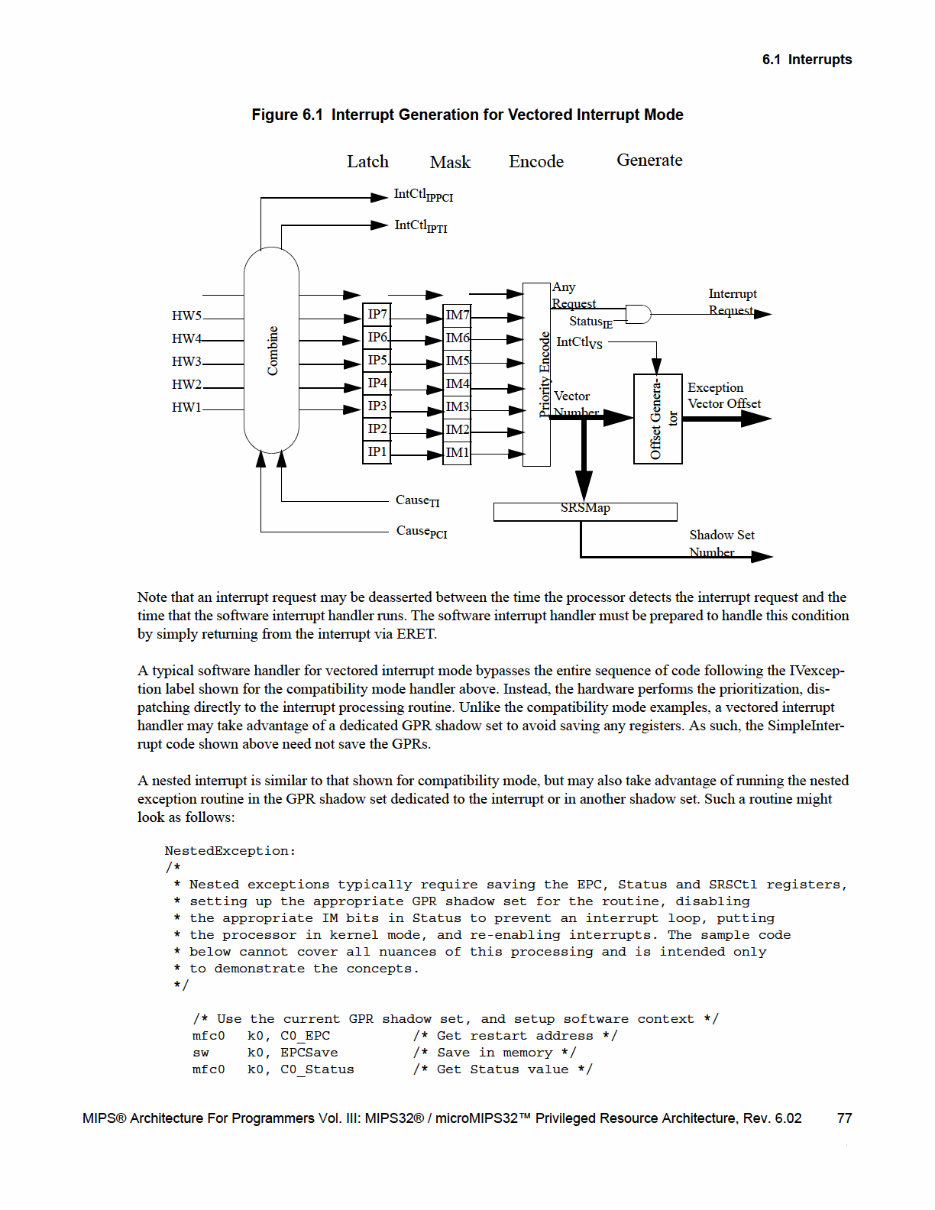 6.1 Interrupts
Figure 6.1 Interrupt Generation for Vectored Interrupt Mode
Latch Mask Encode Generate
IntCtlIPPCI
IntCtlIPTI
Combine
HW5
HW4
HW3
HW2
HW1
IP7
IP6
IP5
IP4
IP3
IP2
IP1
IM7
IM6
IM5
IM4
IM3
IM2
IM1
Priority Encode
Any
Request
StatusIE
IntCtlVS
Vector
Number
Interrupt
Request
Offset Genera-
tor
Exception
Vector Offset
CauseTI
CausePCI
SRSMap
Shadow Set
Number
Note that an interrupt request may be deasserted between the time the processor detects the interrupt request and the
time that the software interrupt handler runs. The software interrupt handler must be prepared to handle this condition
by simply returning from the interrupt via ERET.
A typical software handler for vectored interrupt mode bypasses the entire sequence of code following the IVexcep-
tion label shown for the compatibility mode handler above. Instead, the hardware performs the prioritization, dis-
patching directly to the interrupt processing routine. Unlike the compatibility mode examples, a vectored interrupt
handler may take advantage of a dedicated GPR shadow set to avoid saving any registers. As such, the SimpleInter-
rupt code shown above need not save the GPRs.
A nested interrupt is similar to that shown for compatibility mode, but may also take advantage of running the nested
exception routine in the GPR shadow set dedicated to the interrupt or in another shadow set. Such a routine might
look as follows:
NestedException:
/*
* Nested exceptions typically require saving the EPC, Status and SRSCtl registers,
* setting up the appropriate GPR shadow set for the routine, disabling
* the appropriate IM bits in Status to prevent an interrupt loop, putting
* the processor in kernel mode, and re-enabling interrupts. The sample code
* below cannot cover all nuances of this processing and is intended only
* to demonstrate the concepts.
*/
/* Use the current GPR shadow set, and setup software context */
mfc0 k0, C0_EPC /* Get restart address */
sw k0, EPCSave /* Save in memory */
mfc0 k0, C0_Status /* Get Status value */
MIPS® Architecture For Programmers Vol. III: MIPS32® / microMIPS32™ Privileged Resource Architecture, Rev. 6.02 77